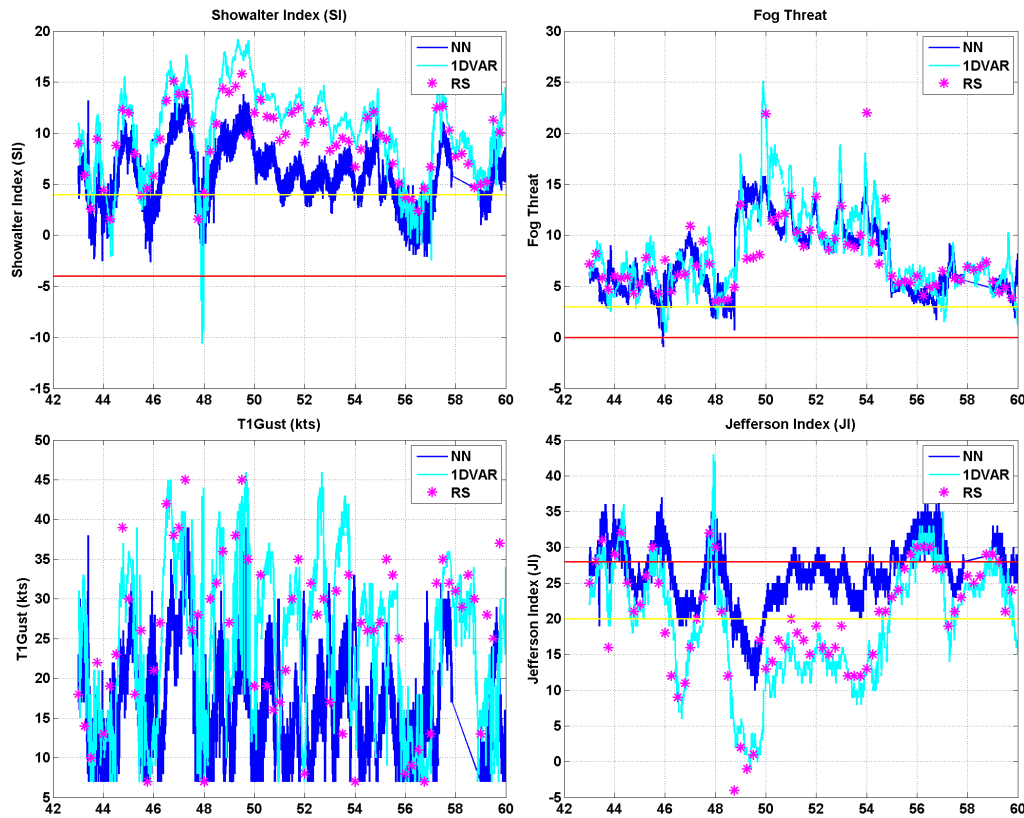 Showalter Index (SI)
20
15
10
5
0
-5
-10
-15
Showalter Index (SI)
NN
1DVAR
RS
42 44 46 48 50 52 54 56 58 60
Fog Threat
30
25
20
15
10
5
0
-5
Fog Threat
NN
1DVAR
RS
42 44 46 48 50 52 54 56 58 60
T1Gust (kts)
50
45
40
35
30
25
20
15
10
5
T1Gust (kts)
NN
1DVAR
RS
42 44 46 48 50 52 54 56 58 60
Jefferson Index (JI)
45
40
35
30
25
20
15
10
5
0
-5
Jefferson Index (JI)
NN
1DVAR
RS
42 44 46 48 50 52 54 56 58 60